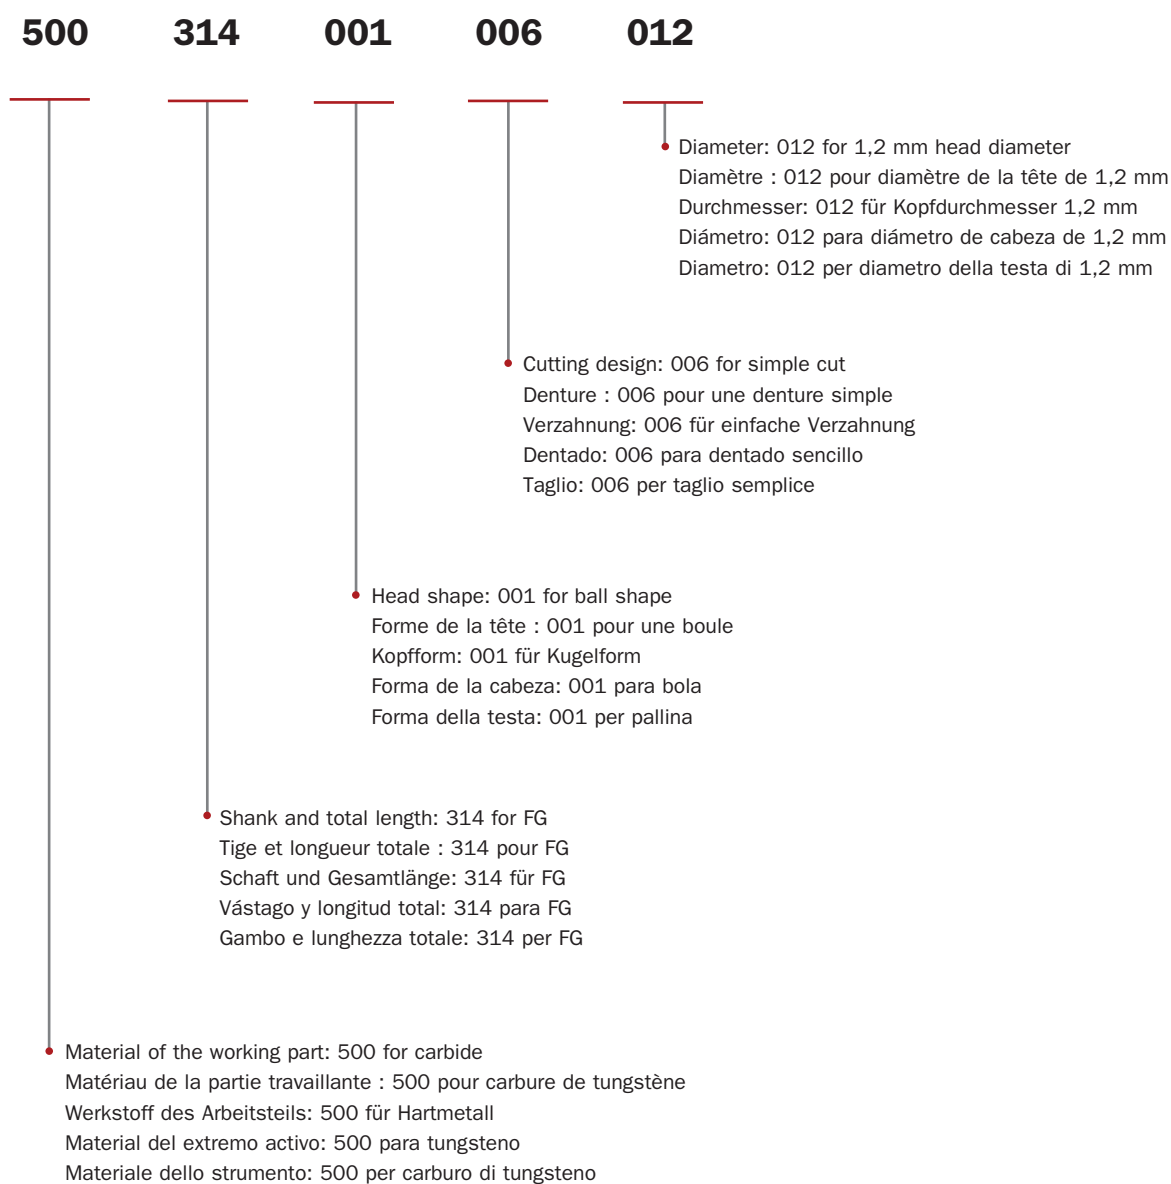 500 314 001 006 012
Diameter: 012 for 1,2 mm head diameter
Diamètre : 012 pour diamètre de la tête de 1,2 mm
Durchmesser: 012 für Kopfdurchmesser 1,2 mm
Diámetro: 012 para diámetro de cabeza de 1,2 mm
Diametro: 012 per diametro della testa di 1,2 mm
Cutting design: 006 for simple cut
Denture : 006 pour une denture simple
Verzahnung: 006 für einfache Verzahnung
Dentado: 006 para dentado sencillo
Taglio: 006 per taglio semplice
Head shape: 001 for ball shape
Forme de la tête : 001 pour une boule
Kopfform: 001 für Kugelform
Forma de la cabeza: 001 para bola
Forma della testa: 001 per pallina
Shank and total length: 314 for FG
Tige et longueur totale : 314 pour FG
Schaft und Gesamtlänge: 314 für FG
Vástago y longitud total: 314 para FG
Gambo e lunghezza totale: 314 per FG
Material of the working part: 500 for carbide
Matériau de la partie travaillante : 500 pour carbure de tungstène
Werkstoff des Arbeitsteils: 500 für Hartmetall
Material del extremo activo: 500 para tungsteno
Materiale dello strumento: 500 per carburo di tungsteno